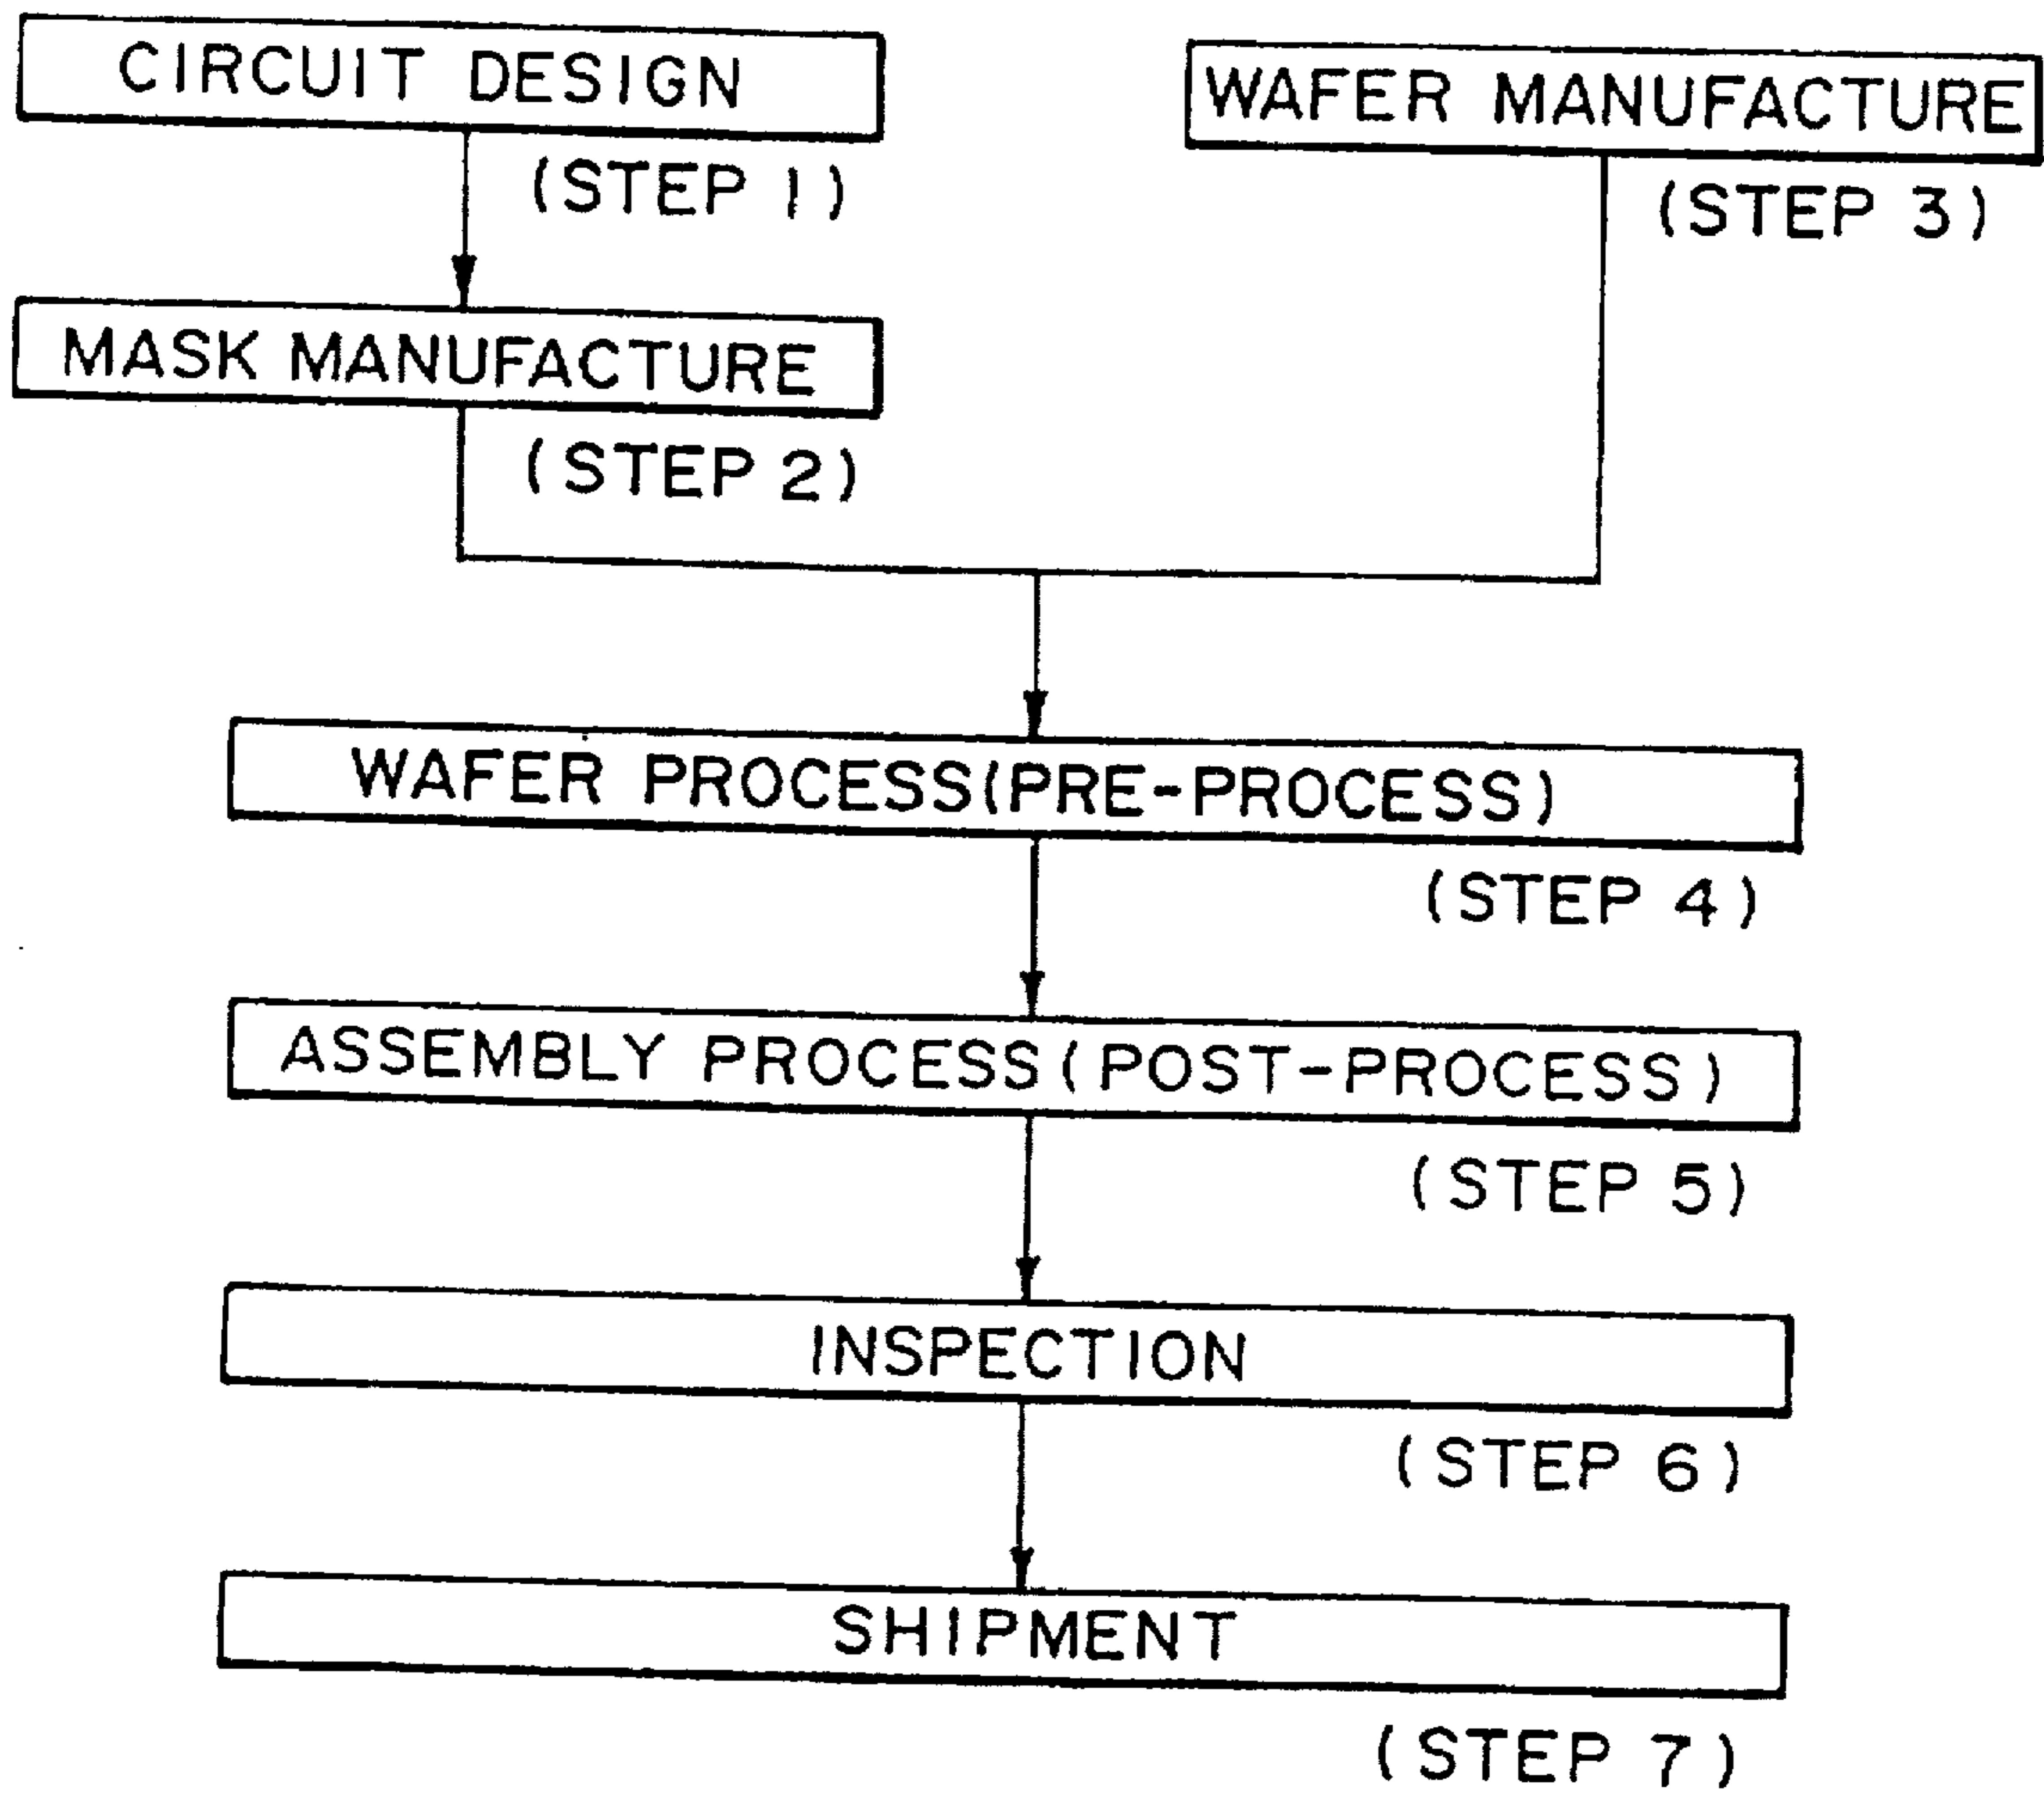 CIRCUIT DESIGN
(STEP 1)
WAFER MANUFACTURE
(STEP 3)
MASK MANUFACTURE
(STEP 2)
WAFER PROCESS(PRE-PROCESS)
(STEP 4)
ASSEMBLY PROCESS(POST-PROCESS)
(STEP 5)
INSPECTION
(STEP 6)
SHIPMENT
(STEP 7)